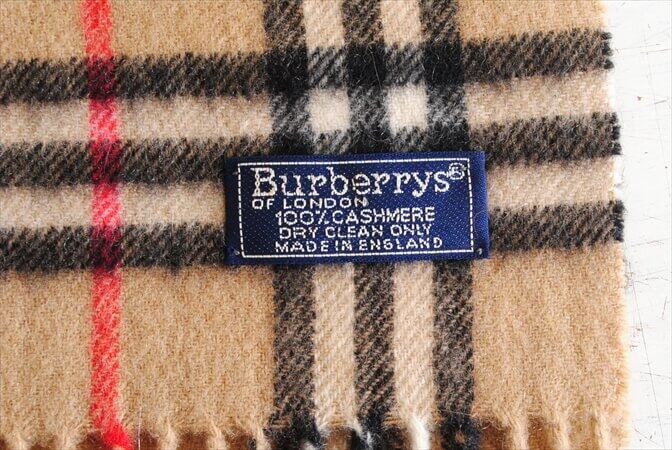 Burberrys®
OF LONDON
100% CASHMERE
DRY CLEAN ONLY
MADE IN ENGLAND